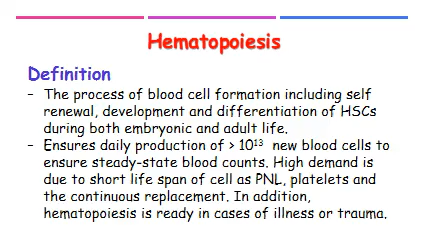 Hematopoiesis
Definition
– The process of blood cell formation including self
renewal, development and differentiation of HSCs
during both embryonic and adult life.
– Ensures daily production of > 10¹³ new blood cells to
ensure steady-state blood counts. High demand is
due to short life span of cell as PNL, platelets and
the continuous replacement. In addition,
hematopoiesis is ready in cases of illness or trauma.